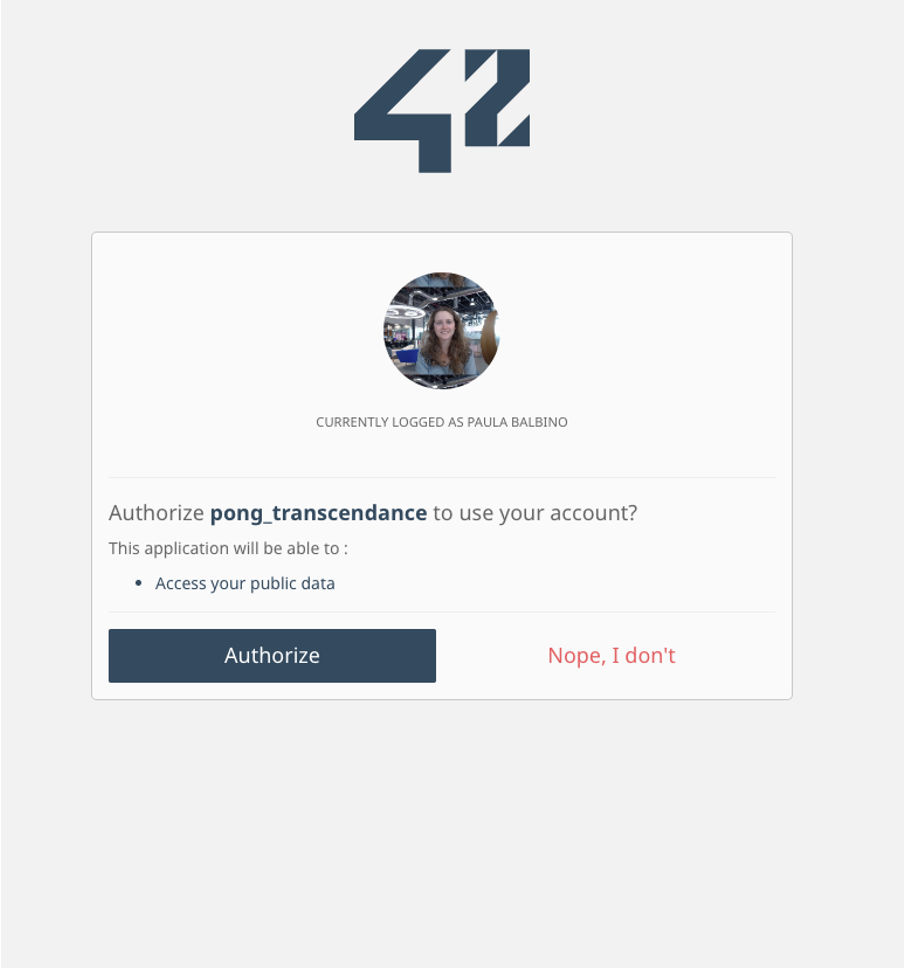 42
CURRENTLY LOGGED AS PAULA BALBINO
Authorize pong_transcendance to use your account?
This application will be able to :
Access your public data
Authorize
Nope, I don't